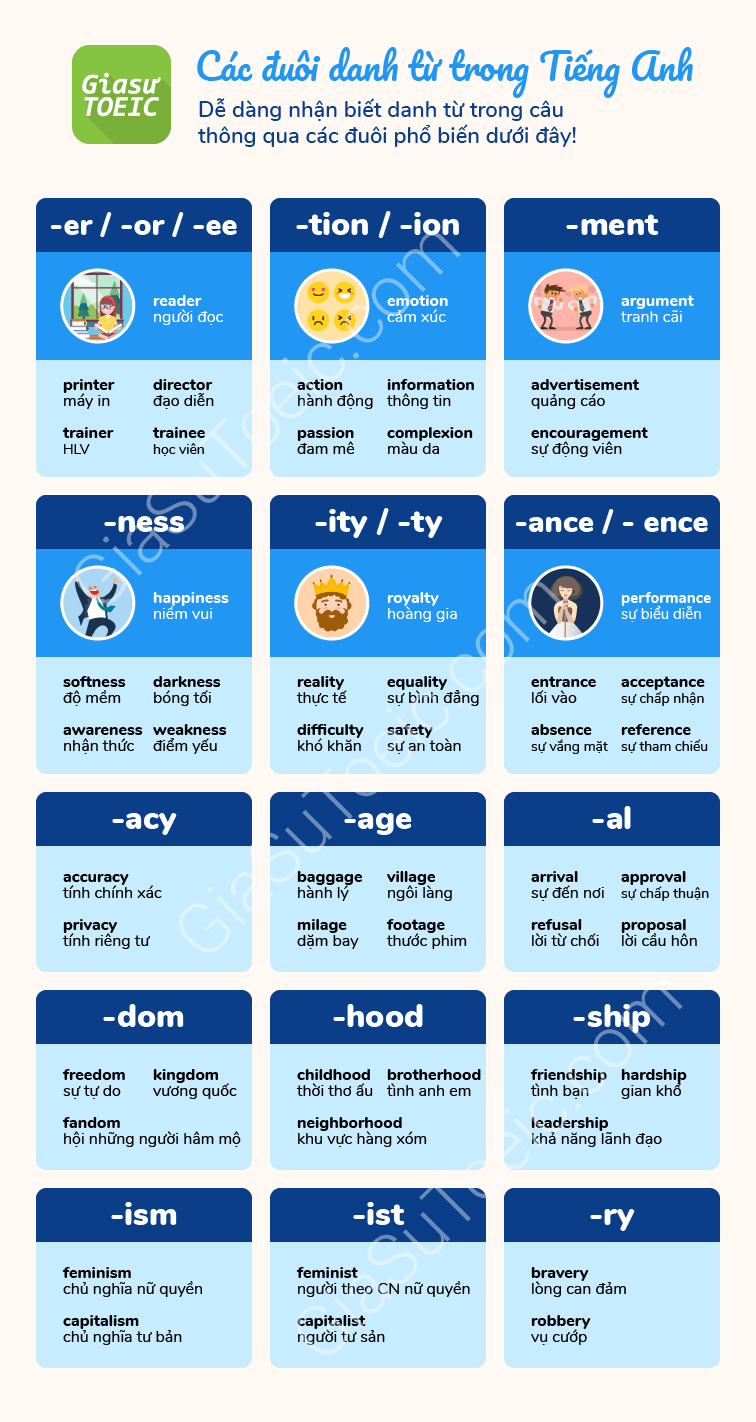 Giasư
TOEIC
Các đuôi danh từ trong Tiếng Anh
Dễ dàng nhận biết danh từ trong câu
thông qua các đuôi phổ biến dưới đây!
-er / -or / -ee
reader
người đọc
printer
máy in
director
đạo diễn
trainer
HLV
trainee
học viên
-tion / -ion
emotion
cảm xúc
action
hành động
information
thông tin
passion
đam mê
complexion
màu da
-ment
argument
tranh cãi
advertisement
quảng cáo
encouragement
sự động viên
-ness
happiness
niềm vui
softness
độ mềm
darkness
bóng tối
awareness
nhận thức
weakness
điểm yếu
-ity / -ty
royalty
hoàng gia
reality
thực tế
equality
sự bình đẳng
difficulty
khó khăn
safety
sự an toàn
-ance / - ence
performance
sự biểu diễn
entrance
lối vào
acceptance
sự chấp nhận
absence
sự vắng mặt
reference
sự tham chiếu
-acy
accuracy
tính chính xác
privacy
tính riêng tư
-age
baggage
hành lý
village
ngôi làng
milage
dặm bay
footage
thước phim
-al
arrival
sự đến nơi
approval
sự chấp thuận
refusal
lời từ chối
proposal
lời cầu hôn
-dom
freedom
sự tự do
kingdom
vương quốc
fandom
hội những người hâm mộ
-hood
childhood
thời thơ ấu
brotherhood
tình anh em
neighborhood
khu vực hàng xóm
-ship
friendship
tình bạn
hardship
gian khổ
leadership
khả năng lãnh đạo
-ism
feminism
chủ nghĩa nữ quyền
capitalism
chủ nghĩa tư bản
-ist
feminist
người theo CN nữ quyền
capitalist
người tư sản
-ry
bravery
lòng can đảm
robbery
vụ cướp
GiaSuToeic.com
GiaSuToeic.com
GiaSuToeic.com